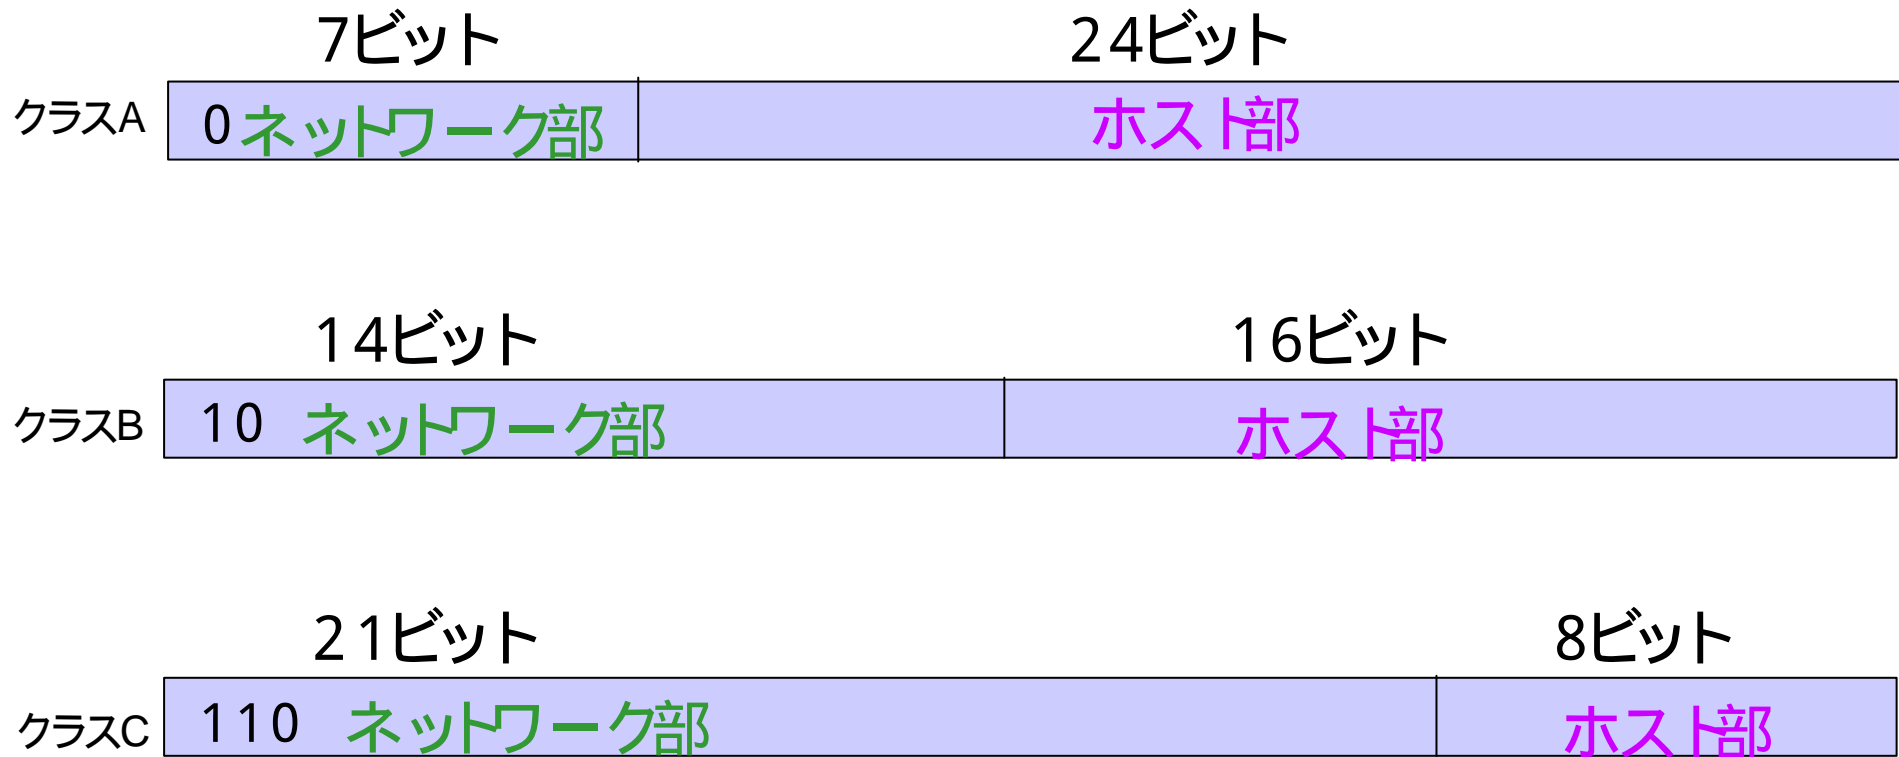 7ビット 24ビット
クラスA 0 ネットワーク部 ホスト部
14ビット 16ビット
クラスB 10 ネットワーク部 ホスト部
21ビット 8ビット
クラスC 110 ネットワーク部 ホスト部